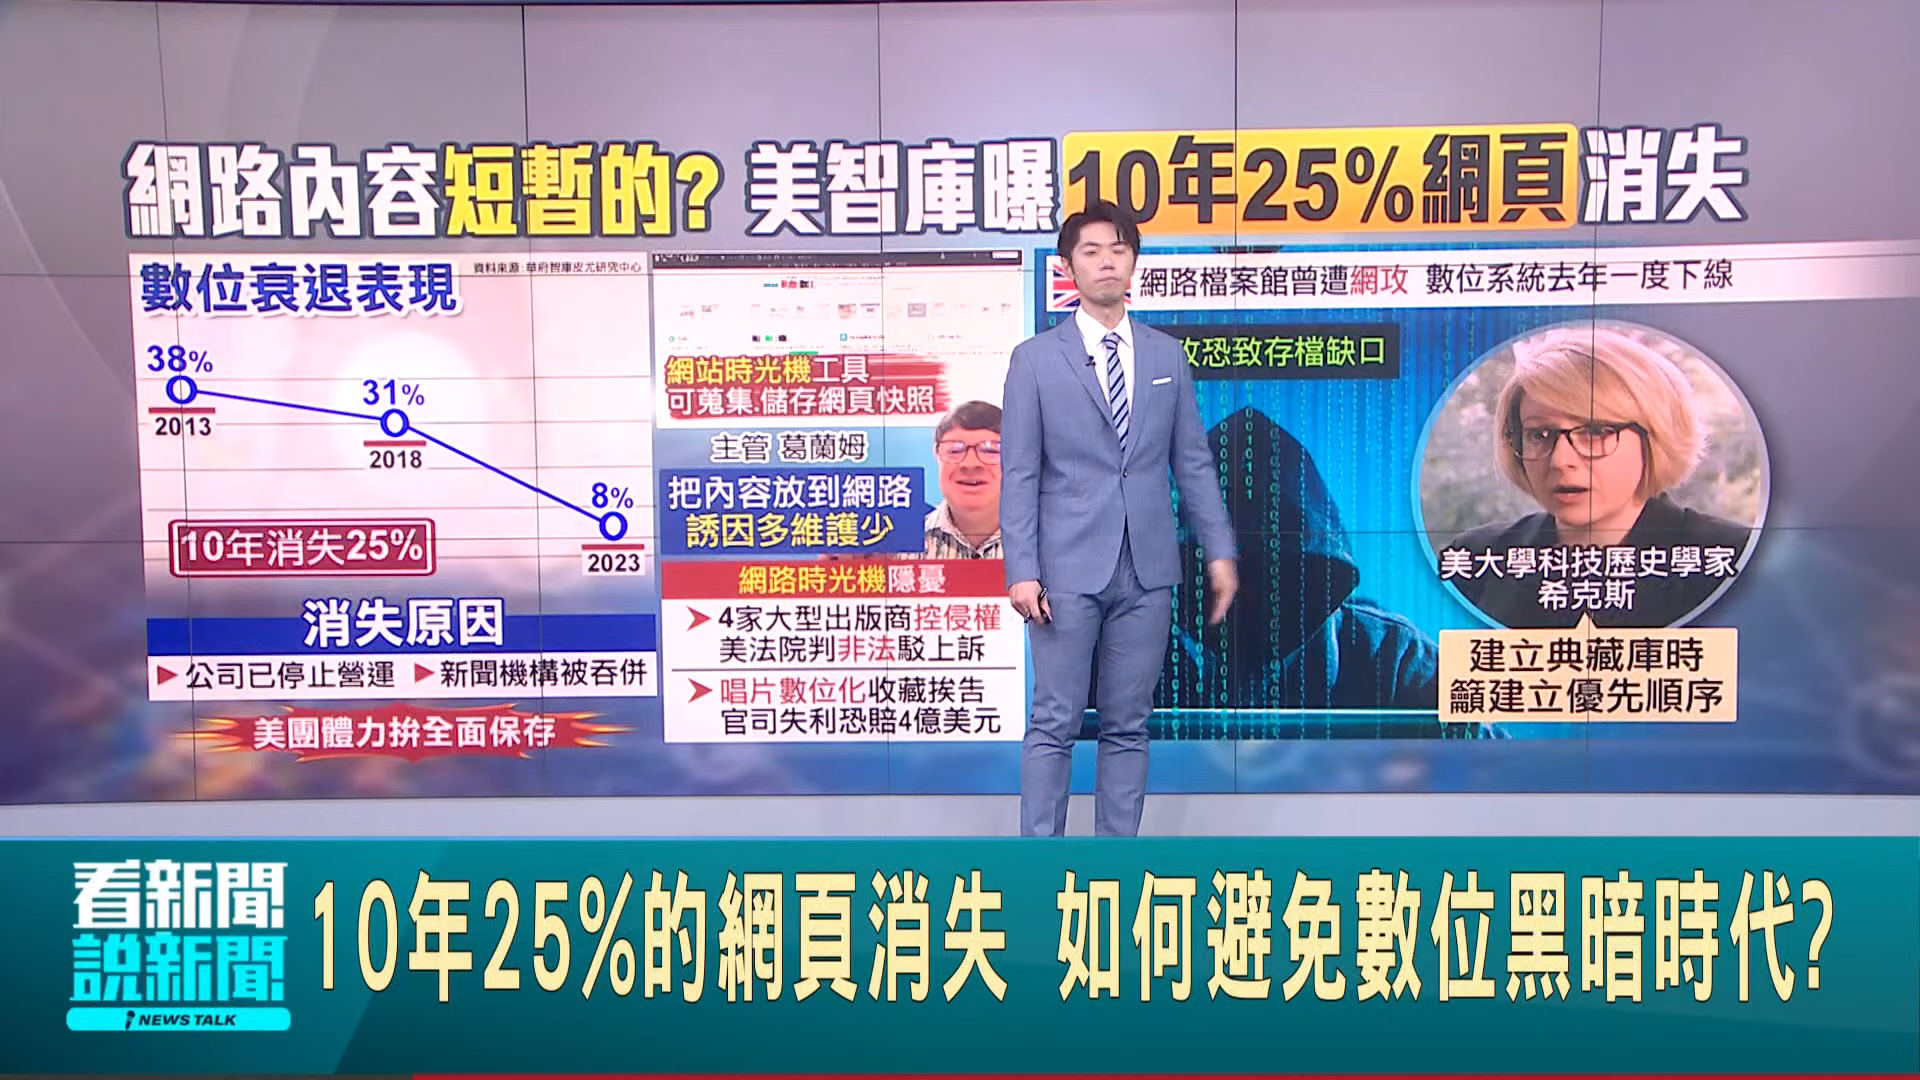 網路內容短暫的? 美智庫曝10年25%網頁消失
數位衰退表現
資料來源:華府智庫皮尤研究中心
38%
2013
31%
2018
8%
2023
10年消失25%
消失原因
公司已停止營運 新聞機構被吞併
美團體力拚全面保存
網站時光機工具
可蒐集.儲存網頁快照
主管 葛蘭姆
把內容放到網路
誘因多維護少
網路時光機隱憂
4家大型出版商控侵權
美法院判非法駁上訴
唱片數位化收藏挨告
官司失利恐賠4億美元
網路檔案館曾遭網攻 數位系統去年一度下線
攻恐致存檔缺口
美大學科技歷史學家
希克斯
建立典藏庫時
籲建立優先順序
看新聞
說新聞
NEWS TALK
10年25%的網頁消失 如何避免數位黑暗時代?